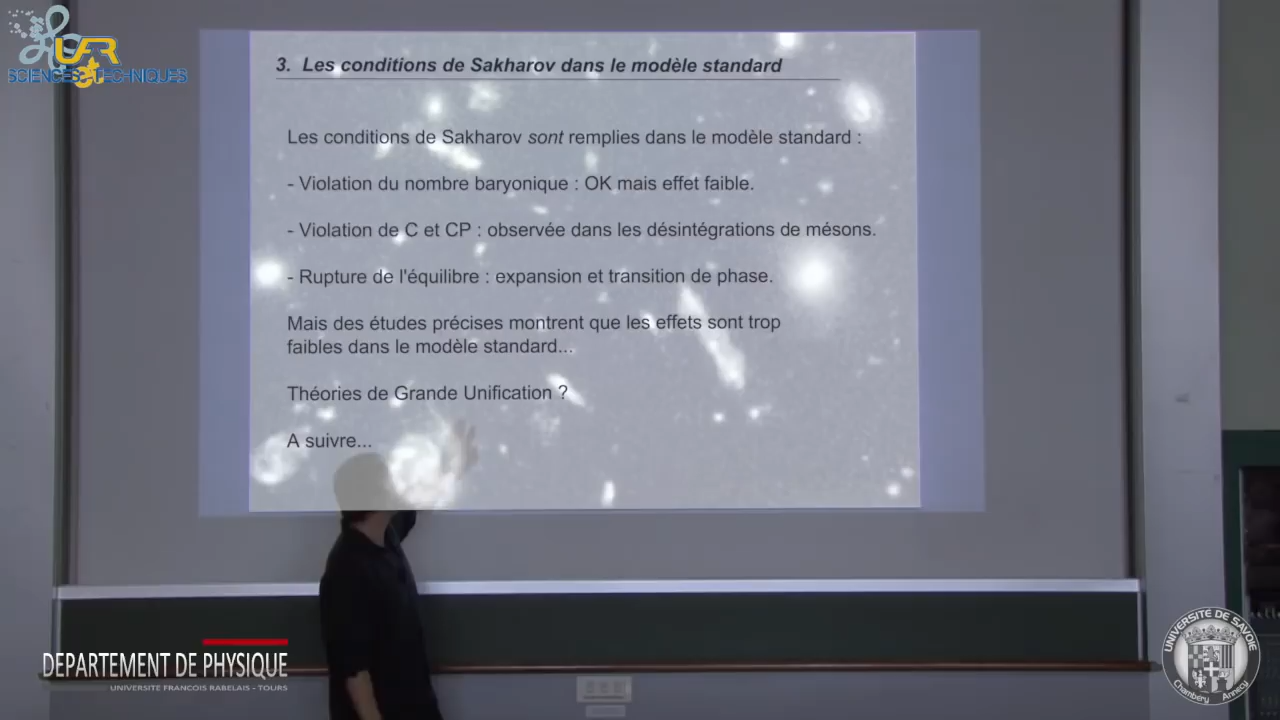 UFR
SCIENCES et TECHNIQUES
3. Les conditions de Sakharov dans le modèle standard
Les conditions de Sakharov sont remplies dans le modèle standard :
- Violation du nombre baryonique : OK mais effet faible.
- Violation de C et CP : observée dans les désintégrations de mésons.
- Rupture de l'équilibre : expansion et transition de phase.
Mais des études précises montrent que les effets sont trop
faibles dans le modèle standard...
Théories de Grande Unification ?
A suivre...
DEPARTEMENT DE PHYSIQUE
UNIVERSITE FRANCOIS RABELAIS - TOURS
UNIVERSITE DE SAVOIE
Chambéry Annecy